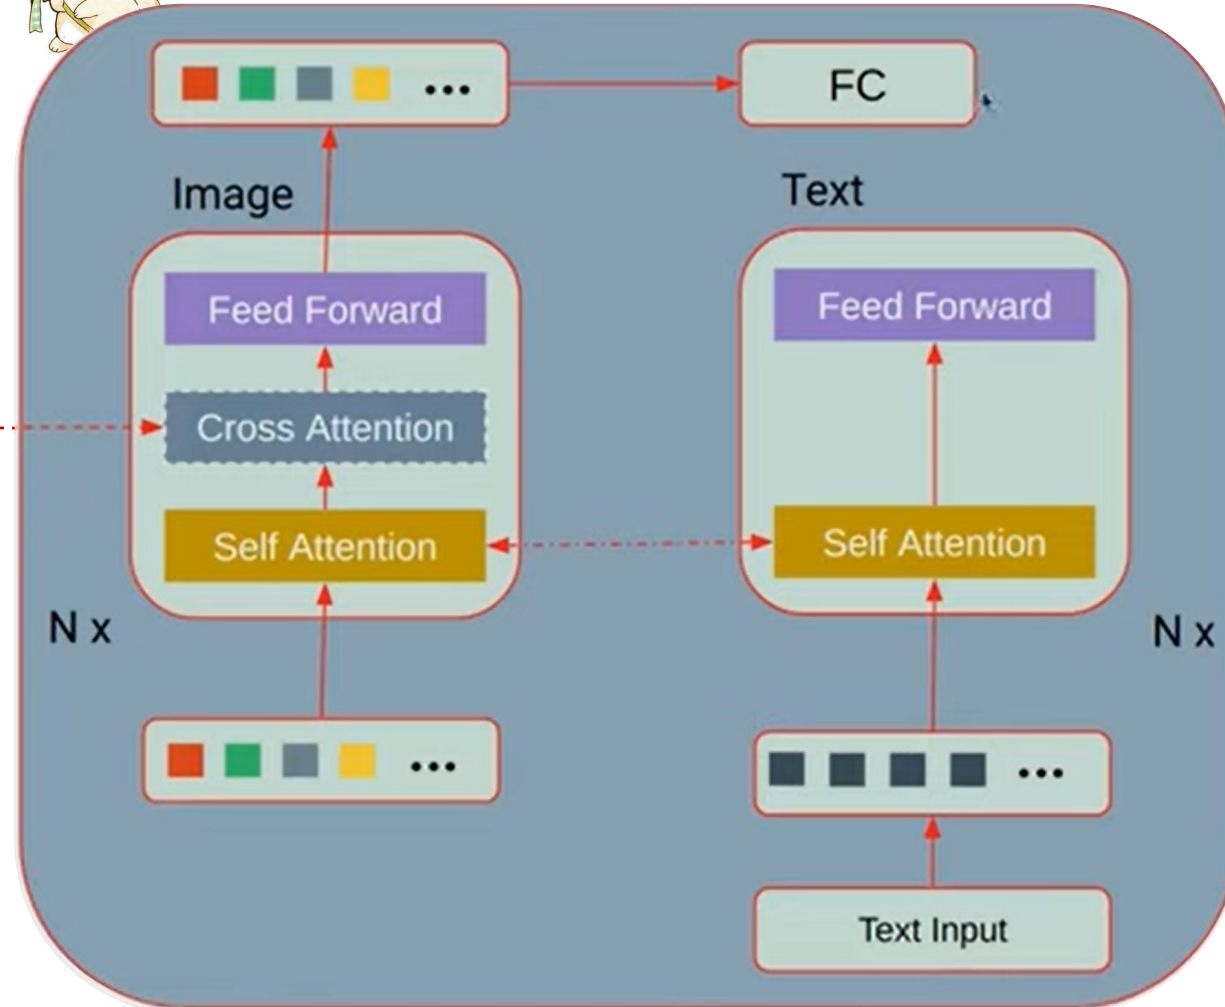 ... FC
Image
Text
Feed Forward
Feed Forward
Cross Attention
Self Attention
Self Attention
N x
N x
...
...
Text Input